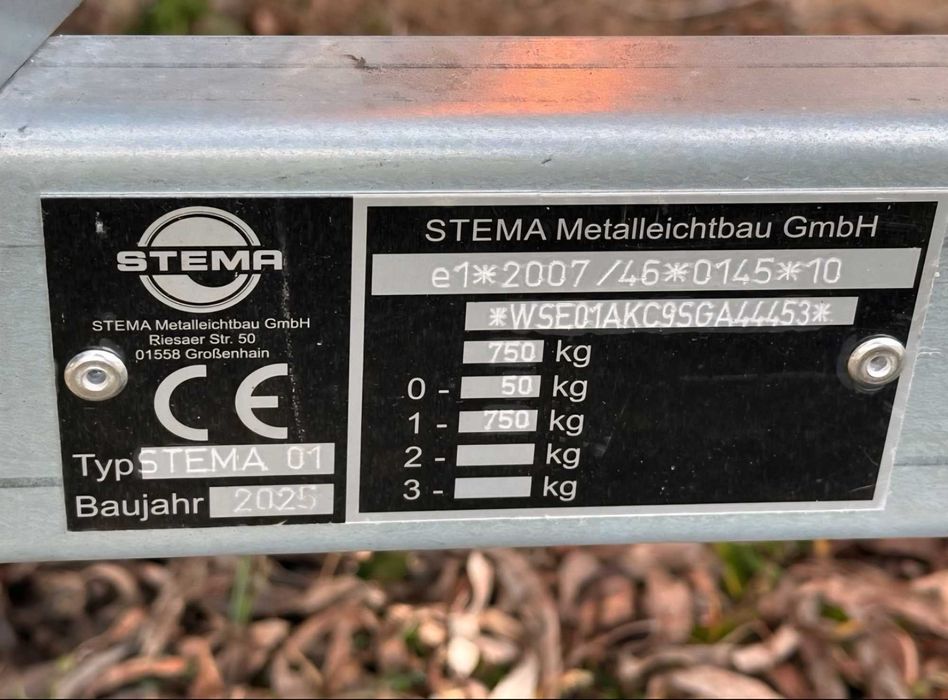 STEMA
STEMA Metalleichtbau GmbH
Riesaer Str. 50
01558 Großenhain
CE
Typ STEMA 01
Baujahr 2025
STEMA Metalleichtbau GmbH
e1*2007/46*0145*10
*WSE01AKC9SGA44453*
750 kg
0 - 50 kg
1 - 750 kg
2 - kg
3 - kg